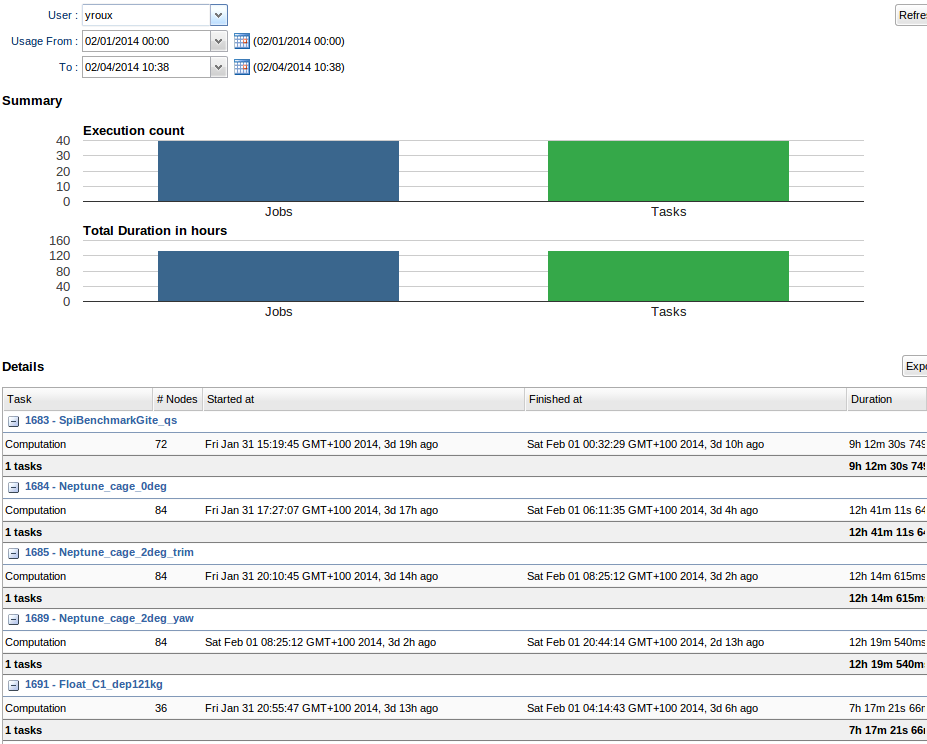 User : yroux
Refre
Usage From : 02/01/2014 00:00 (02/01/2014 00:00)
To : 02/04/2014 10:38 (02/04/2014 10:38)
Summary
Execution count
40
30
20
10
0
Jobs Tasks
Total Duration in hours
160
120
80
40
0
Jobs Tasks
Details
Expo
Task # Nodes Started at Finished at Duration
1683 - SpiBenchmarkGite_qs
Computation 72 Fri Jan 31 15:19:45 GMT+100 2014, 3d 19h ago Sat Feb 01 00:32:29 GMT+100 2014, 3d 10h ago 9h 12m 30s 749
1 tasks 9h 12m 30s 749
1684 - Neptune_cage_0deg
Computation 84 Fri Jan 31 17:27:07 GMT+100 2014, 3d 17h ago Sat Feb 01 06:11:35 GMT+100 2014, 3d 4h ago 12h 41m 11s 64
1 tasks 12h 41m 11s 64
1685 - Neptune_cage_2deg_trim
Computation 84 Fri Jan 31 20:10:45 GMT+100 2014, 3d 14h ago Sat Feb 01 08:25:12 GMT+100 2014, 3d 2h ago 12h 14m 615ms
1 tasks 12h 14m 615ms
1689 - Neptune_cage_2deg_yaw
Computation 84 Sat Feb 01 08:25:12 GMT+100 2014, 3d 2h ago Sat Feb 01 20:44:14 GMT+100 2014, 2d 13h ago 12h 19m 540ms
1 tasks 12h 19m 540ms
1691 - Float_C1_dep121kg
Computation 36 Fri Jan 31 20:55:47 GMT+100 2014, 3d 13h ago Sat Feb 01 04:14:43 GMT+100 2014, 3d 6h ago 7h 17m 21s 66m
1 tasks 7h 17m 21s 66m